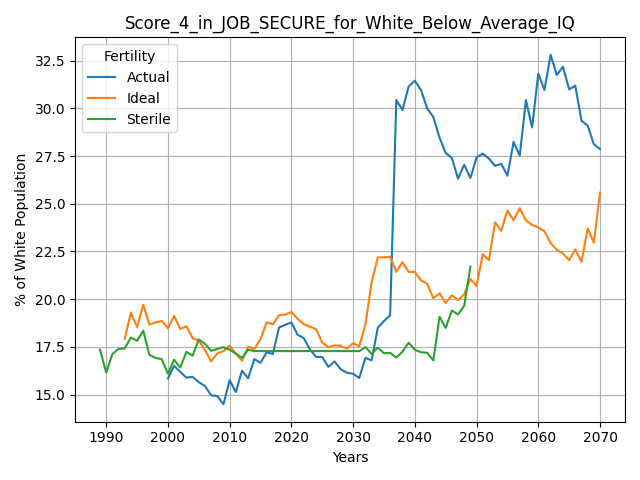 Score_4_in_JOB_SECURE_for_White_Below_Average_IQ
Fertility
Actual
Ideal
Sterile
% of White Population
32.5
30.0
27.5
25.0
22.5
20.0
17.5
15.0
1990 2000 2010 2020 2030 2040 2050 2060 2070
Years